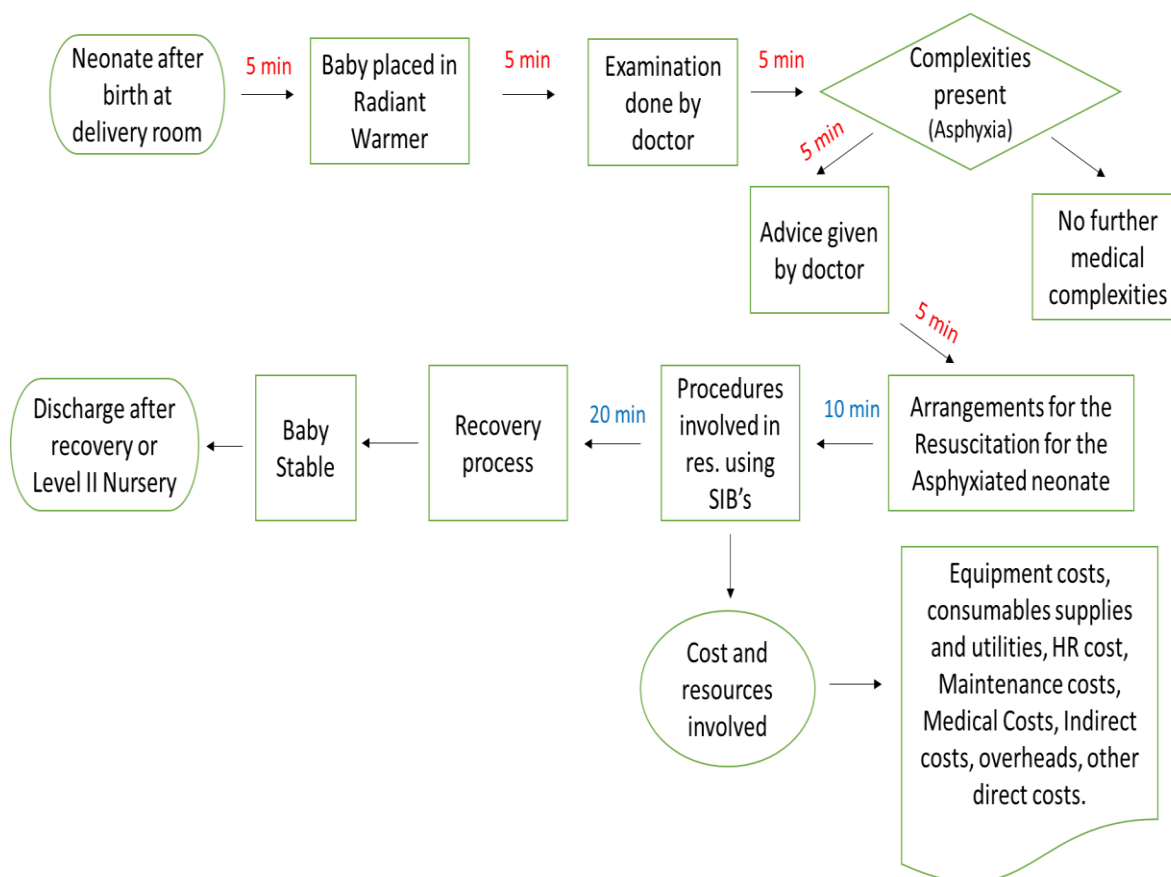 Neonate after
birth at
delivery room
5 min
Baby placed in
Radiant
Warmer
5 min
Examination
done by
doctor
5 min
Complexities
present
(Asphyxia)
5 min
Advice given
by doctor
No further
medical
complexities
5 min
Arrangements for the
Resuscitation for the
Asphyxiated neonate
10 min
Procedures
involved in
res. using
SIB's
20 min
Recovery
process
Baby
Stable
Discharge after
recovery or
Level II Nursery
Cost and
resources
involved
Equipment costs,
consumables supplies
and utilities, HR cost,
Maintenance costs,
Medical Costs, Indirect
costs, overheads, other
direct costs.